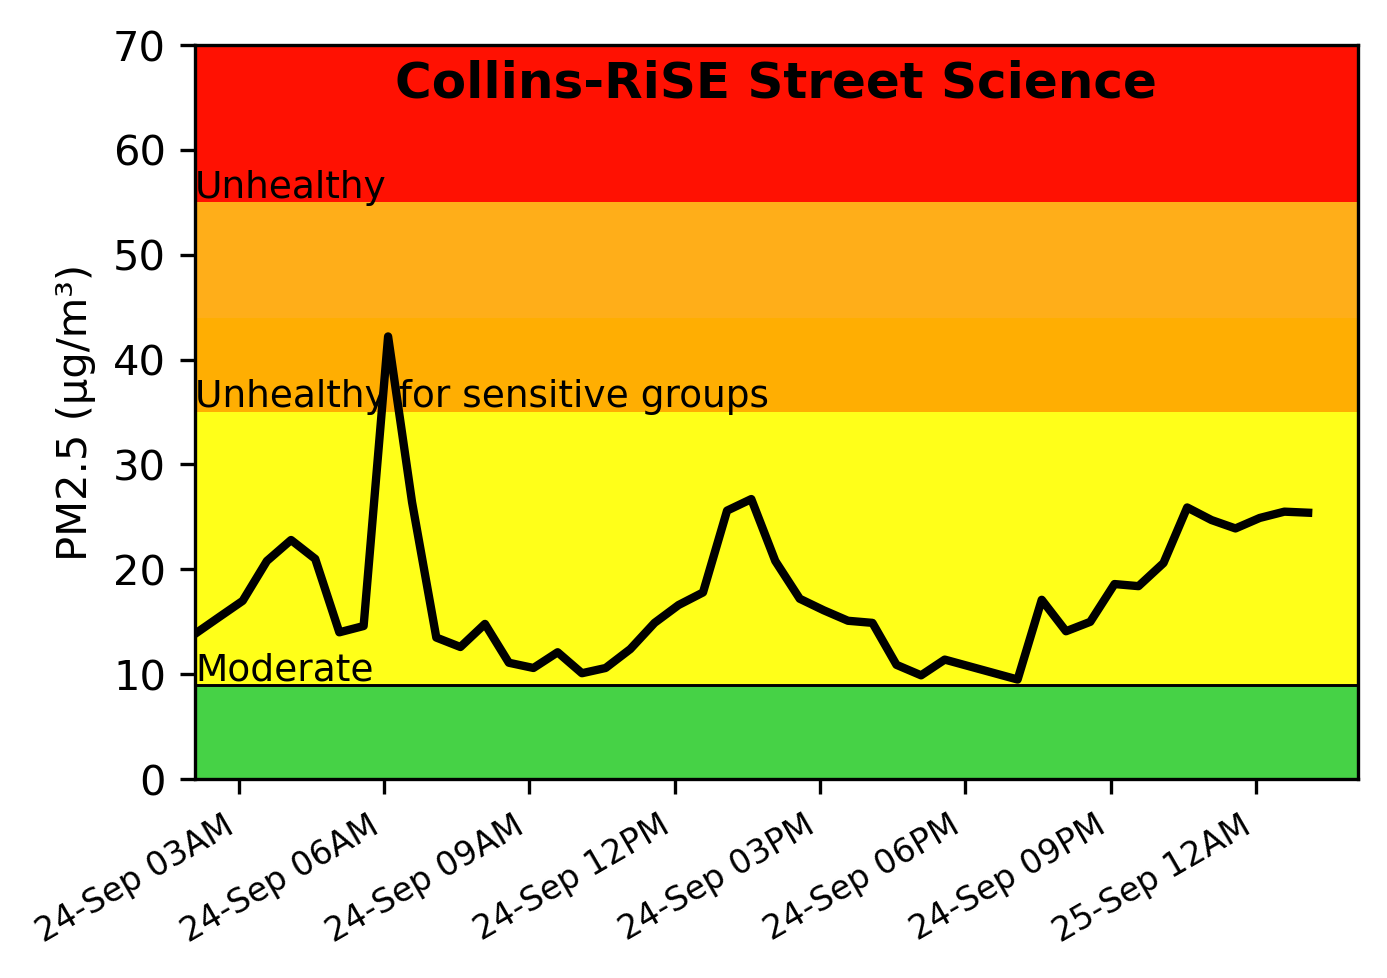 Collins-RiSE Street Science
70
60
Unhealthy
50
40
Unhealthy for sensitive groups
30
20
Moderate
10
0
PM2.5 (µg/m³)
24-Sep 03AM
24-Sep 06AM
24-Sep 09AM
24-Sep 12PM
24-Sep 03PM
24-Sep 06PM
24-Sep 09PM
25-Sep 12AM